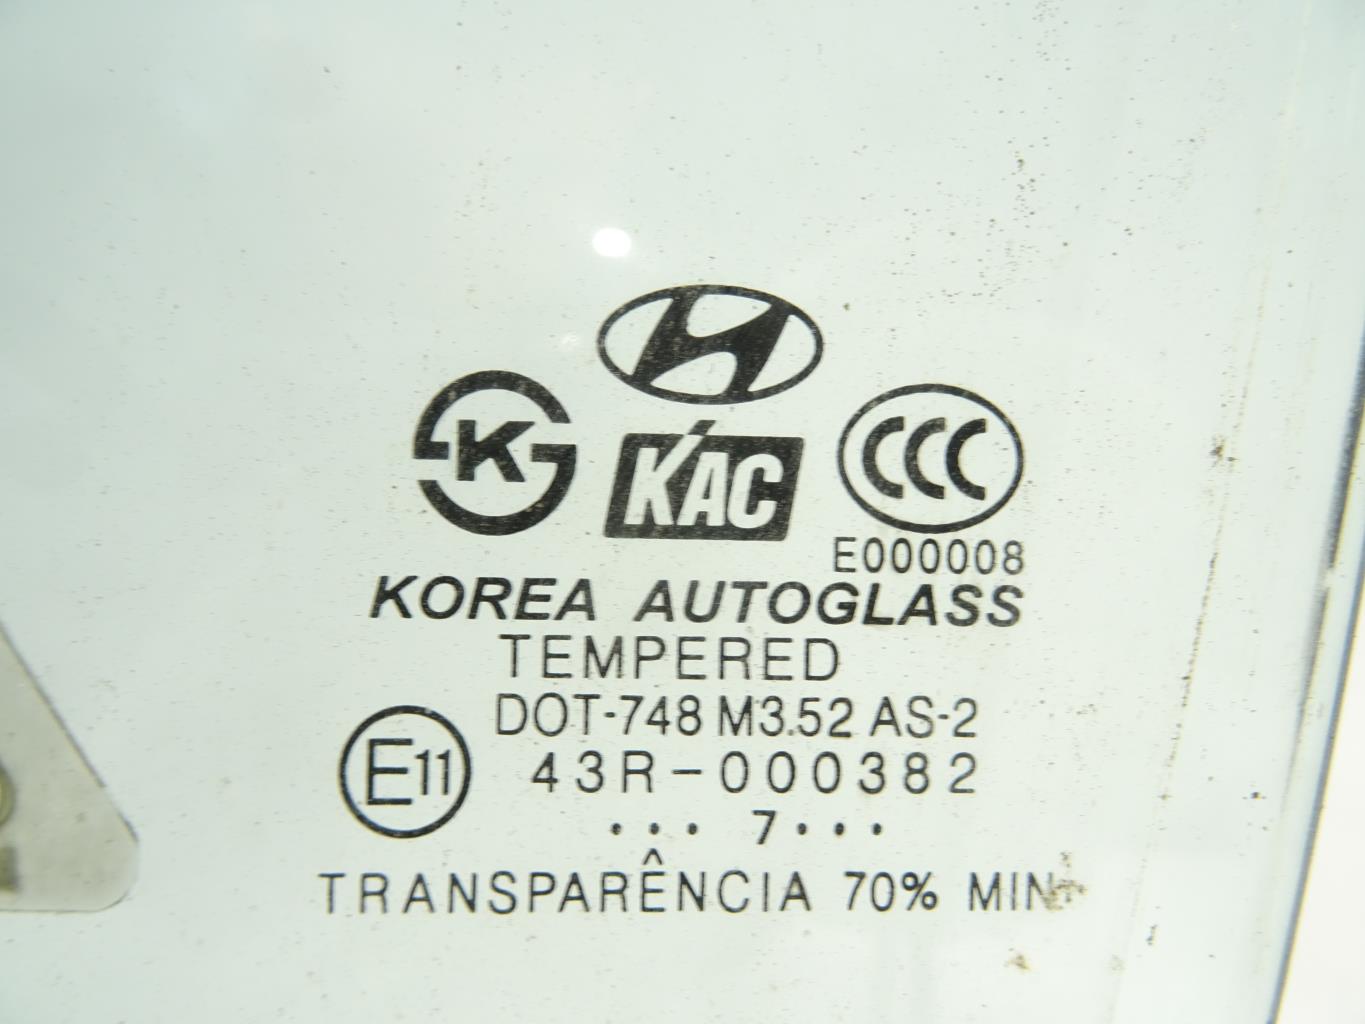 K
KAC
CCC
E000008
KOREA AUTOGLASS
TEMPERED
DOT-748 M3.52 AS-2
E11 43R-000382
••• 7•••
TRANSPARÊNCIA 70% MIN